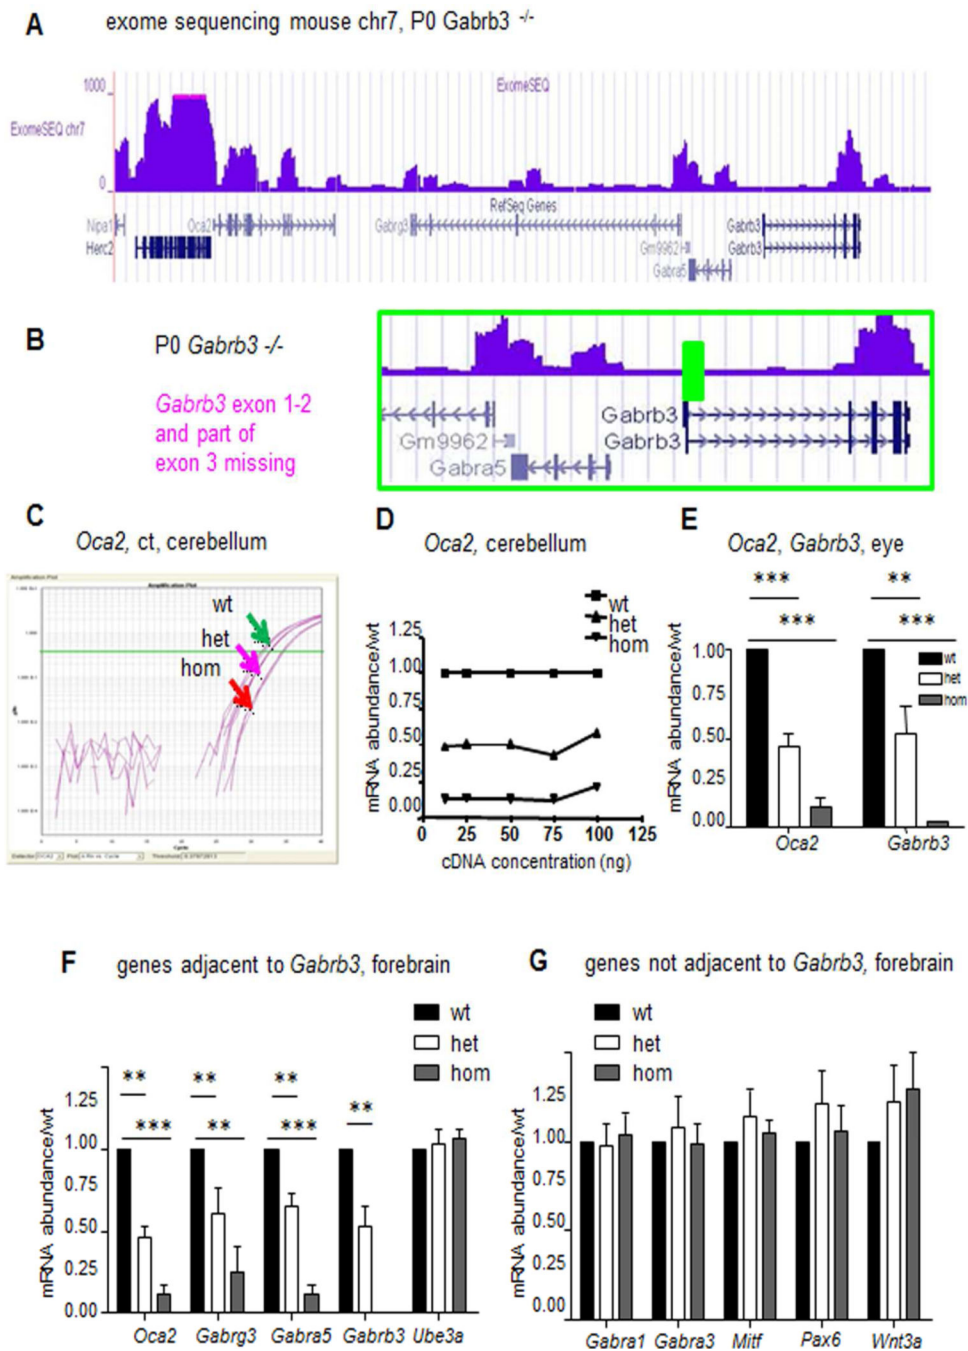 A
exome sequencing mouse chr7, P0 Gabrb3 -/-
1000
ExomeSEQ
ExomeSEQ chr7
0
RefSeq Genes
Nipa1
Oca2
Gabrg3
Gabrb3
Herc2
Gm9962
Gabrb3
Gabra5
B
P0 Gabrb3 -/-
Gabrb3 exon 1-2
and part of
exon 3 missing
Gabrb3
Gm9962
Gabrb3
Gabra5
C
Oca2, ct, cerebellum
Amplification Plot
Amplification Plot
wt
het
hom
Cycle
D
Oca2, cerebellum
wt
het
hom
mRNA abundance/wt
1.25
1.00
0.75
0.50
0.25
0.00
0 25 50 75 100 125
cDNA concentration (ng)
E
Oca2, Gabrb3, eye
*** **
*** ***
wt
het
hom
mRNA abundance/wt
1.00
0.75
0.50
0.25
0.00
Oca2 Gabrb3
F
genes adjacent to Gabrb3, forebrain
wt
het
hom
** ** ** **
*** ** ***
mRNA abundance/wt
1.25
1.00
0.75
0.50
0.25
0.00
Oca2 Gabrg3 Gabra5 Gabrb3 Ube3a
G
genes not adjacent to Gabrb3, forebrain
wt
het
hom
mRNA abundance/wt
1.25
1.00
0.75
0.50
0.25
0.00
Gabra1 Gabra3 Mitf Pax6 Wnt3a